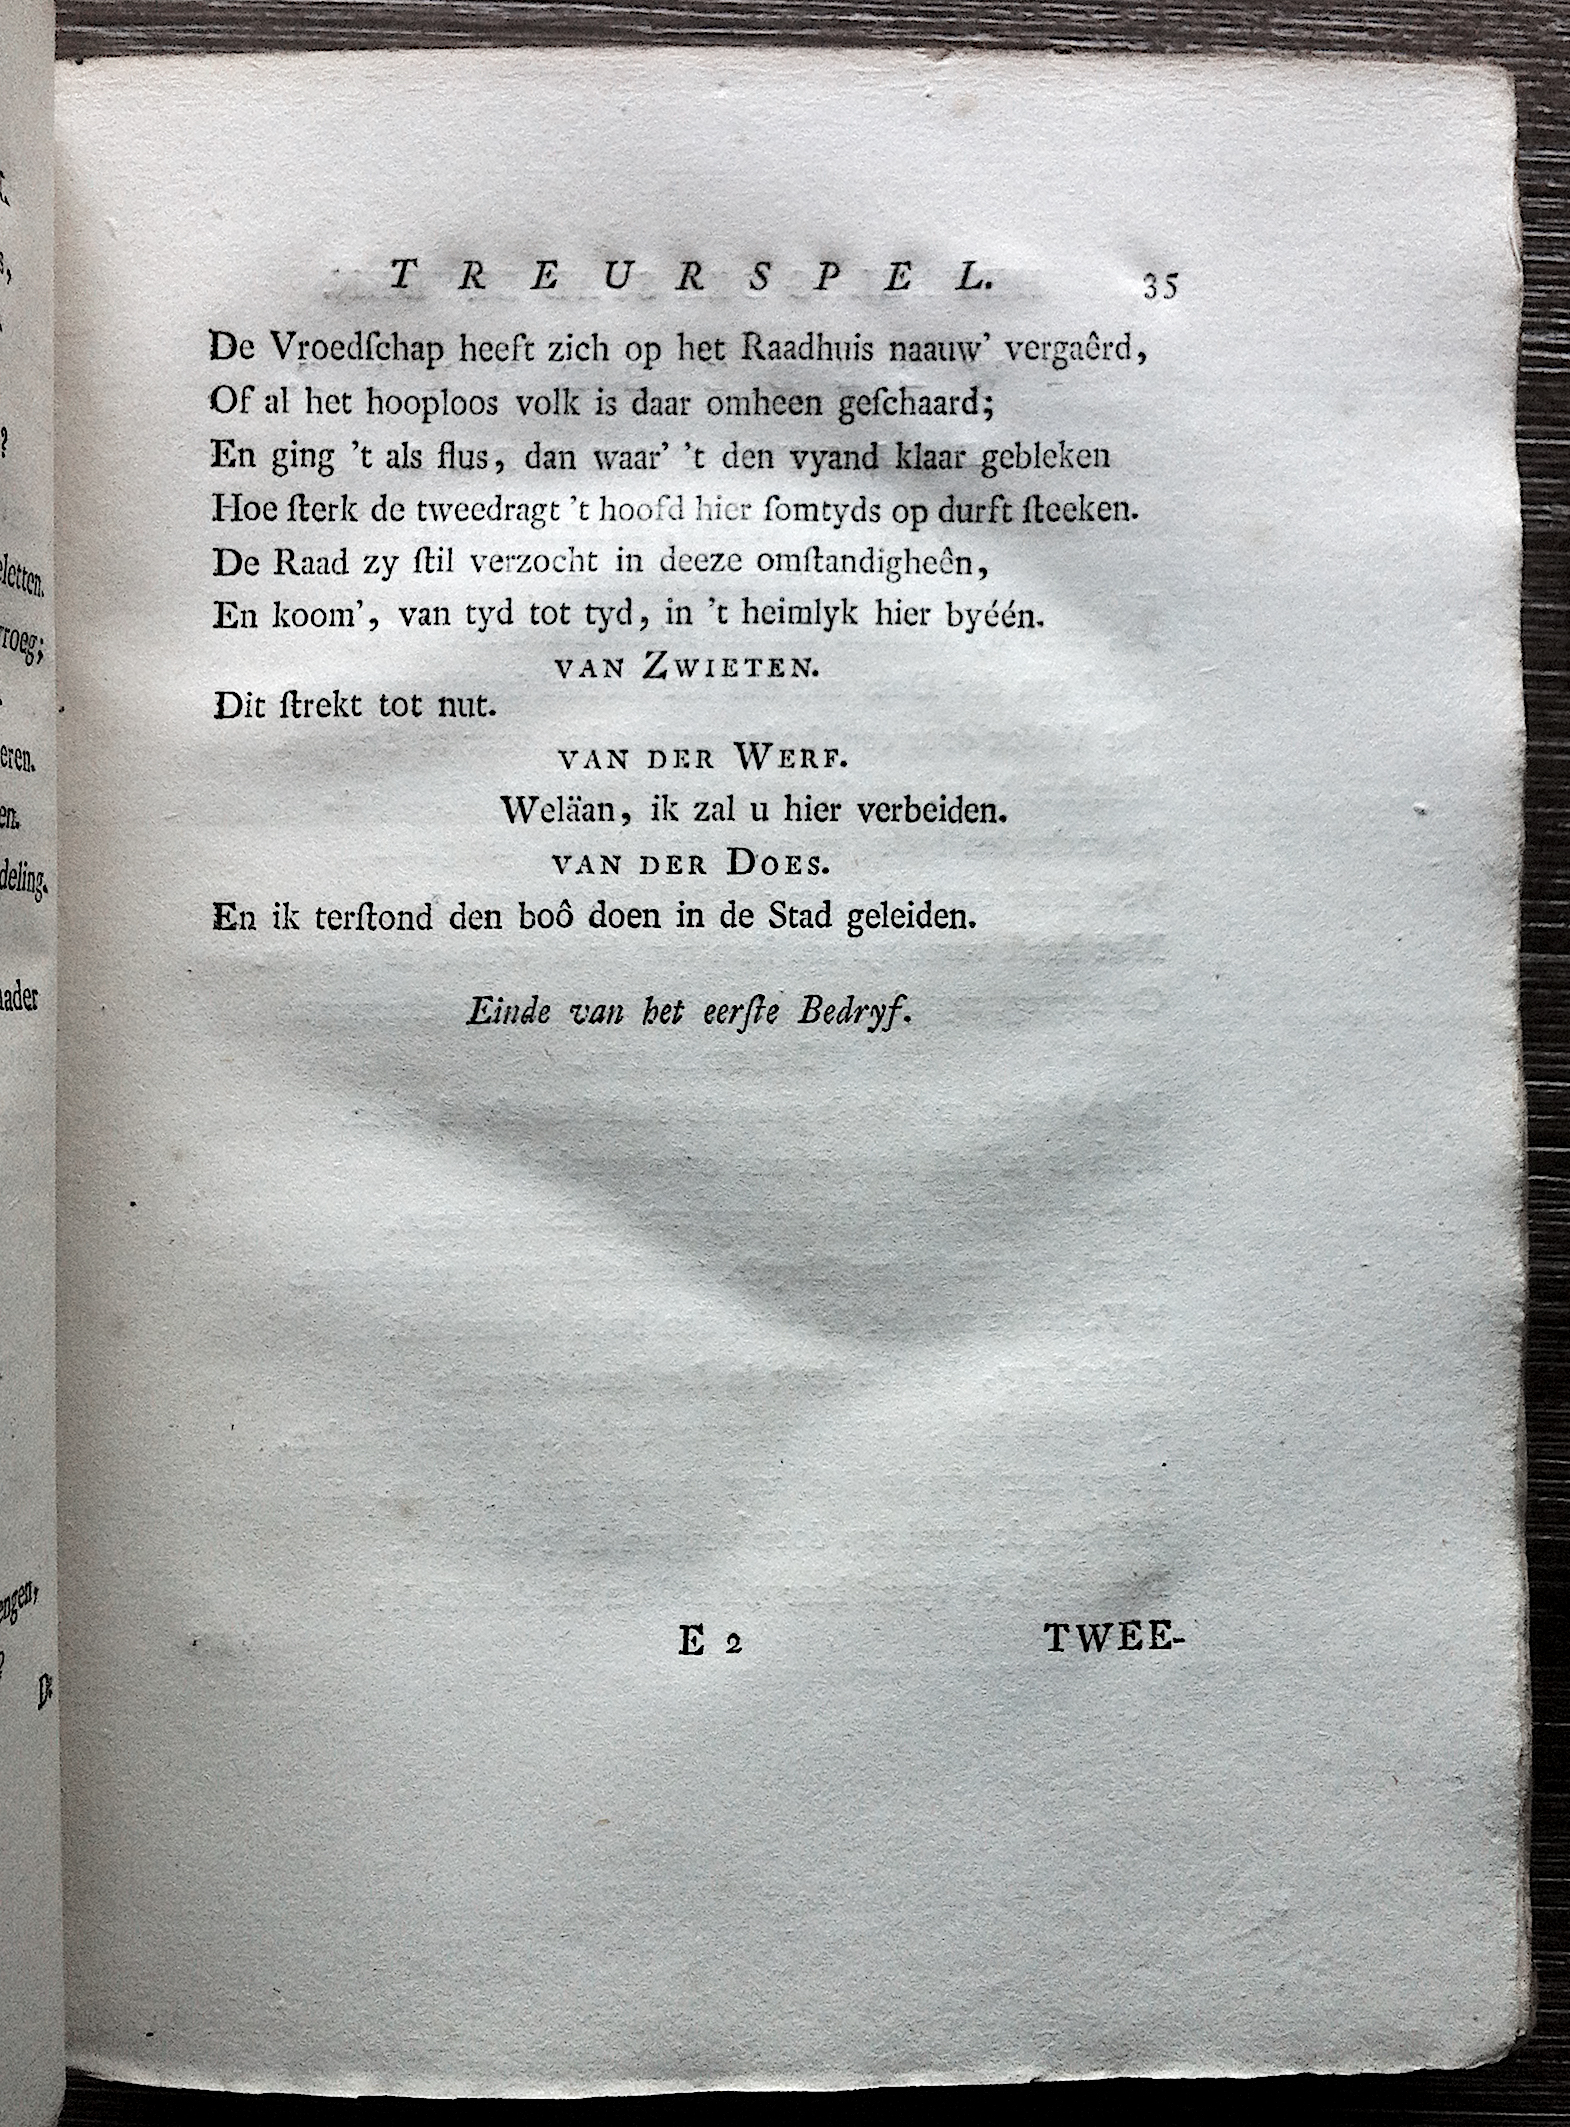 TREURSPEL. 35
De Vroedſchap heeft zich op het Raadhuis naauw’ vergaêrd,
Of al het hooploos volk is daar omheen geſchaard;
En ging ’t als flus, dan waar’ ’t den vyand klaar gebleken
Hoe ſterk de tweedragt ’t hoofd hier ſomtyds op durft ſteeken.
De Raad zy ſtil verzocht in deeze omſtandigheên,
En koom’, van tyd tot tyd, in ’t heimlyk hier byéén.
VAN ZWIETEN.
Dit ſtrekt tot nut.
VAN DER WERF.
Weläan, ik zal u hier verbeiden.
VAN DER DOES.
En ik terſtond den boô doen in de Stad geleiden.
Einde van het eerſte Bedryf.
E 2 TWEE-